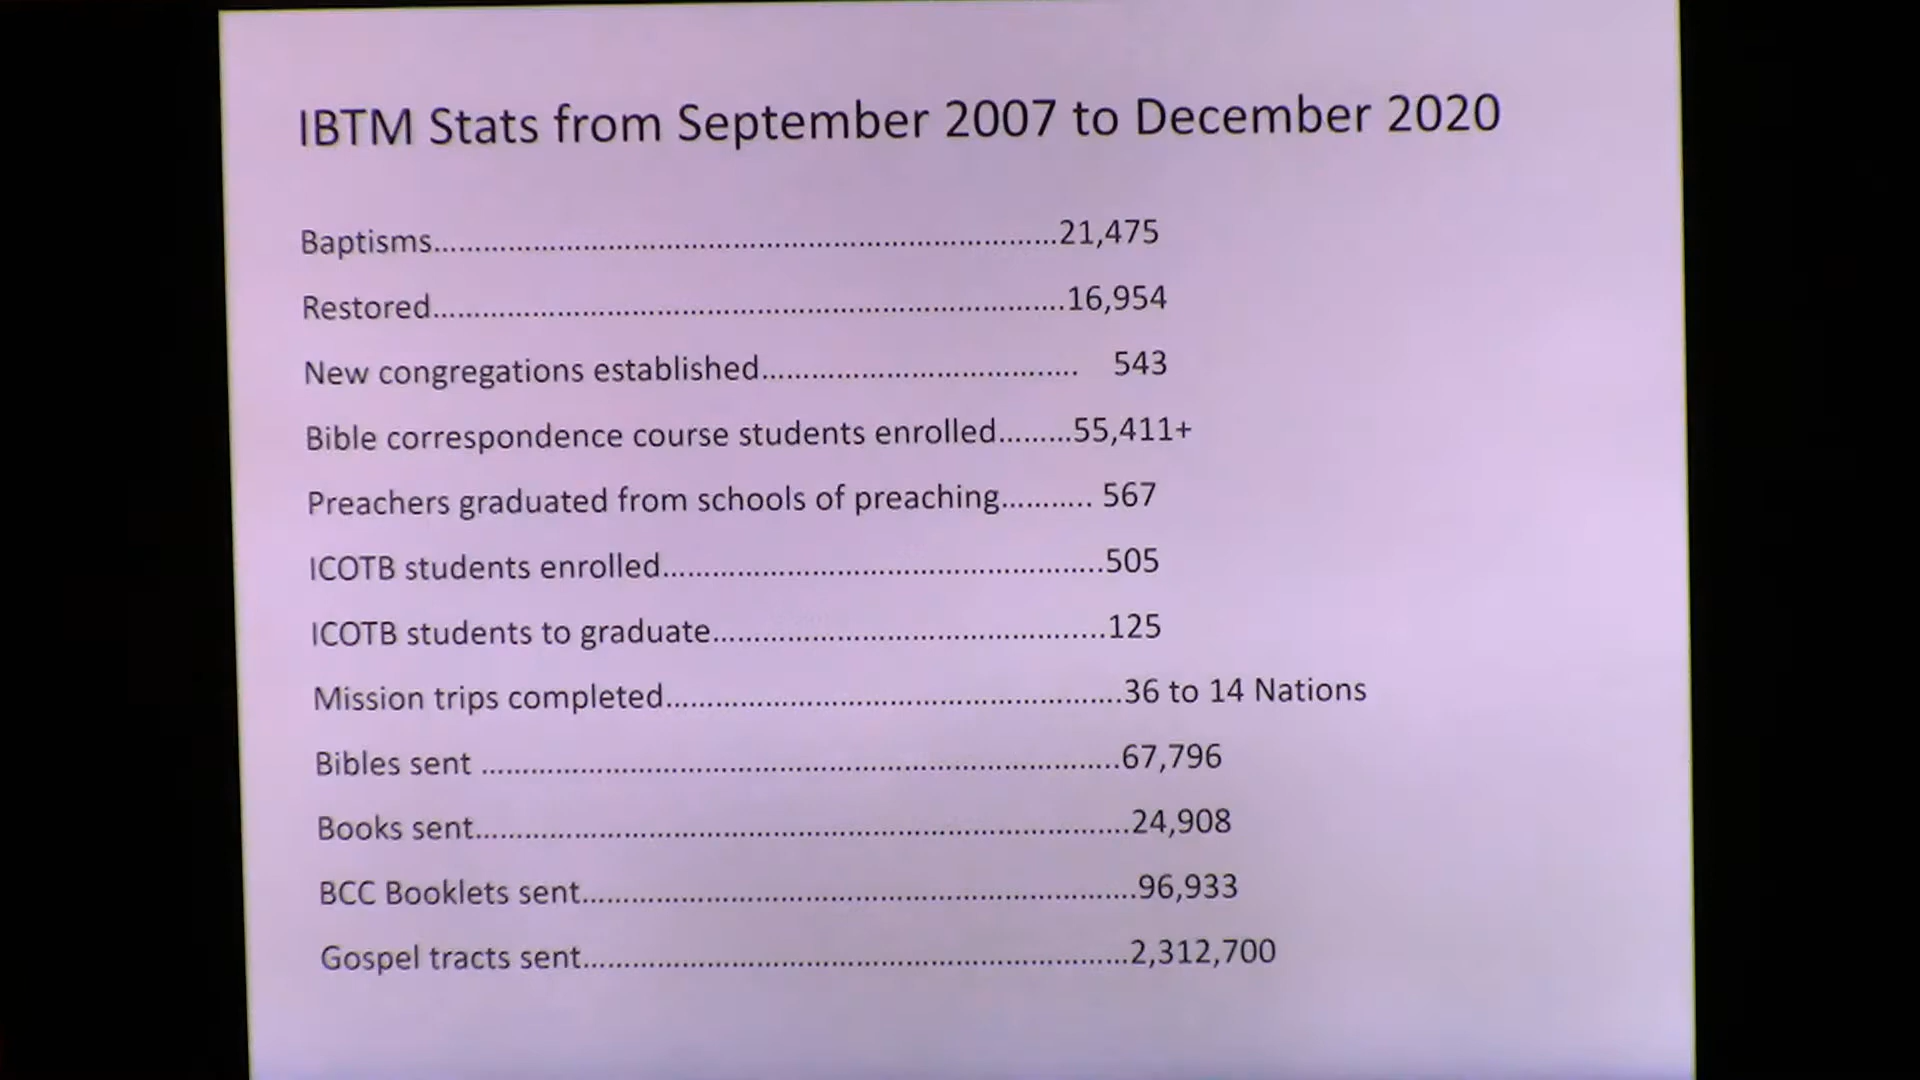 IBTM Stats from September 2007 to December 2020
Baptisms..............................................................................21,475
Restored..............................................................................16,954
New congregations established........................................ 543
Bible correspondence course students enrolled.........55,411+
Preachers graduated from schools of preaching........... 567
ICOTB students enrolled.......................................................505
ICOTB students to graduate.................................................125
Mission trips completed.........................................................36 to 14 Nations
Bibles sent ...............................................................................67,796
Books sent.................................................................................24,908
BCC Booklets sent.....................................................................96,933
Gospel tracts sent....................................................................2,312,700